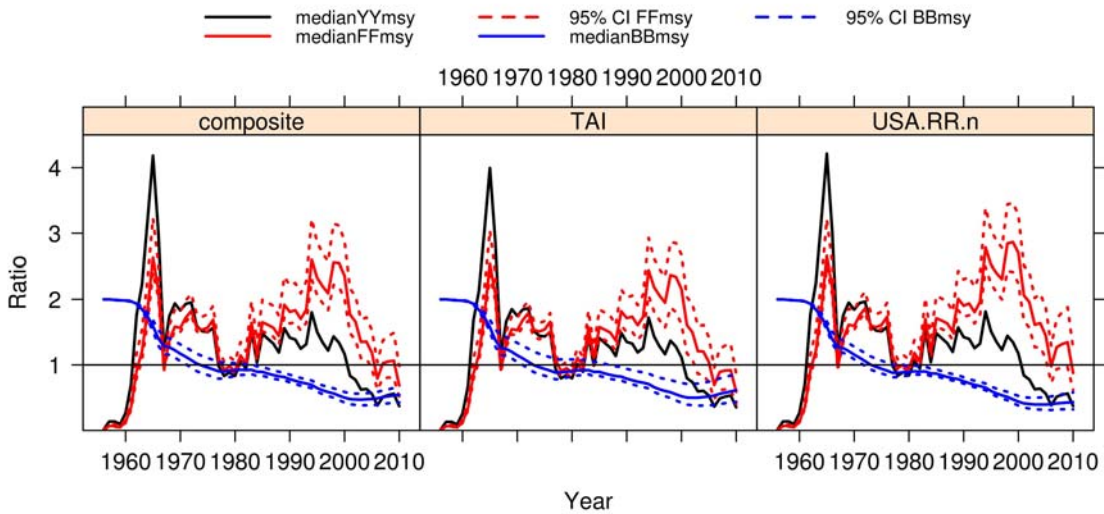 medianYYmsy 95% CI FFmsy 95% CI BBmsy
medianFFmsy medianBBmsy
1960 1970 1980 1990 2000 2010
composite TAI USA.RR.n
4
3
2
1
Ratio
1960 1970 1980 1990 2000 2010 1960 1970 1980 1990 2000 2010
Year